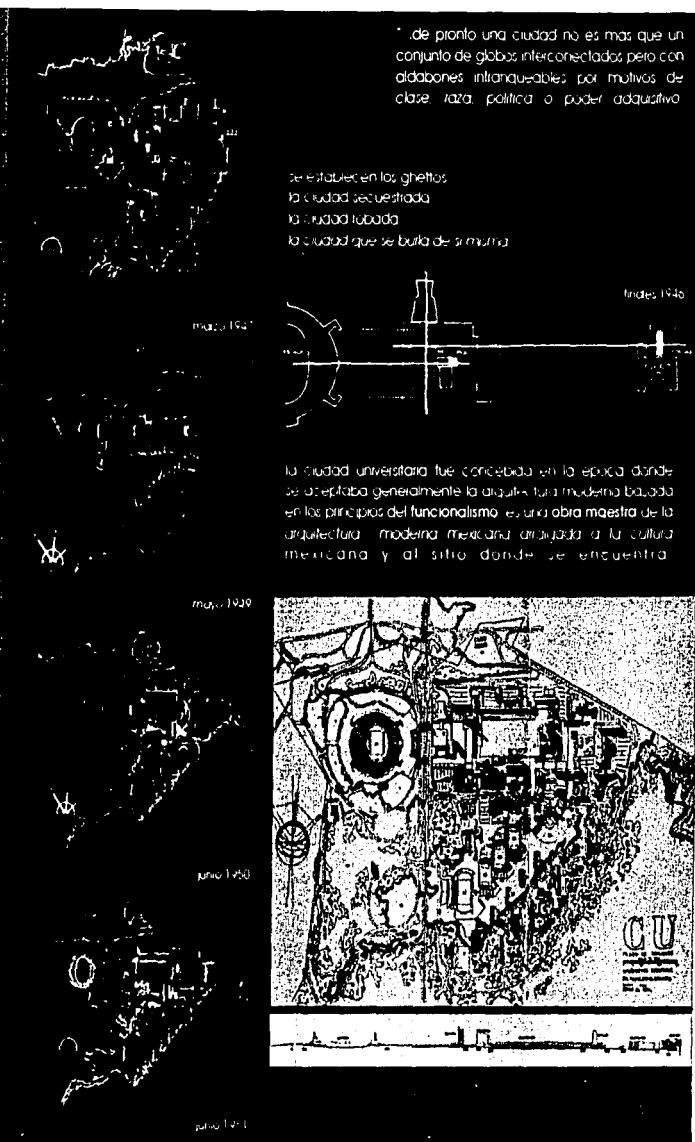 " ..de pronto una ciudad no es mas que un
conjunto de globos interconectados pero con
aldabones infranqueables por motivos de
clase, raza, politica o poder adquisitivo.
se establecen los ghettos
la ciudad secuestrada
la ciudad robada
la ciudad que se burla de si misma
finales 1946
marzo 1947
la ciudad universitaria fue concebida en la epoca donde
se aceptaba generalmente la arquitectura moderna basada
en los principios del funcionalismo es una obra maestra de la
arquitectura moderna mexicana arraigada a la cultura
mexicana y al sitio donde se encuentra
mayo 1949
junio 1950
CU
junio 1951